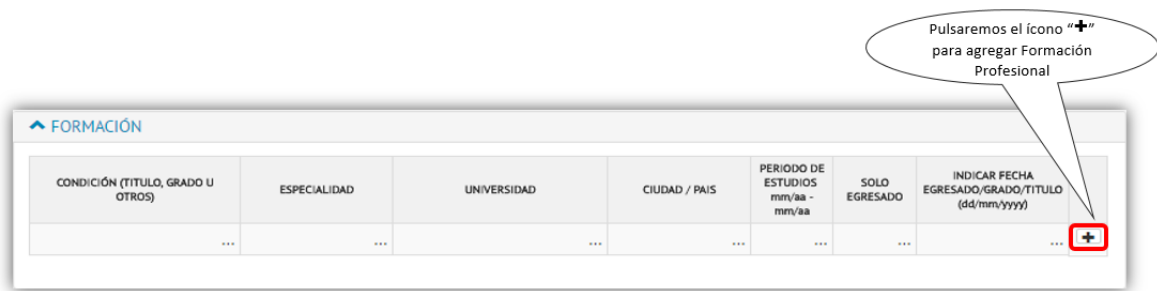 Pulsaremos el ícono "+"
para agregar Formación
Profesional
FORMACIÓN
CONDICIÓN (TITULO, GRADO U
OTROS)
ESPECIALIDAD
UNIVERSIDAD
CIUDAD / PAIS
PERIODO DE
ESTUDIOS
mm/aa -
mm/aa
SOLO
EGRESADO
INDICAR FECHA
EGRESADO/GRADO/TITULO
(dd/mm/yyyy)
... ... ... ... ... ... ... +